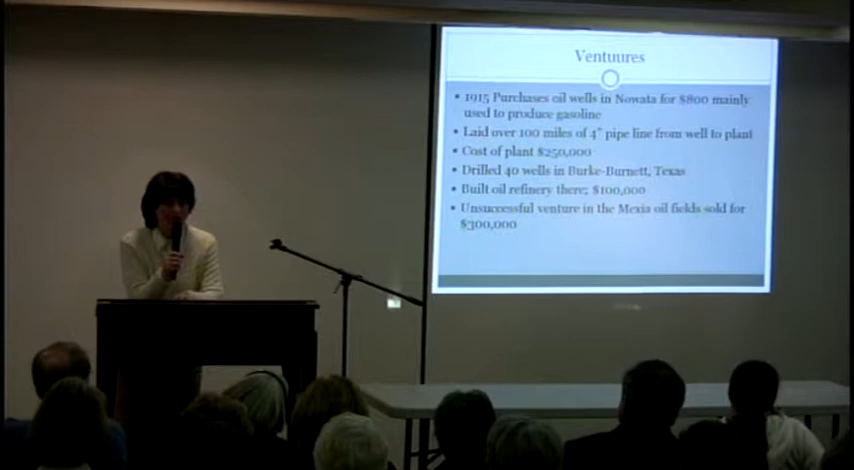 Ventuures
• 1915 Purchases oil wells in Nowata for $800 mainly
used to produce gasoline
• Laid over 100 miles of 4" pipe line from well to plant
• Cost of plant $250,000
• Drilled 40 wells in Burke-Burnett, Texas
• Built oil refinery there; $100,000
• Unsuccessful venture in the Mexia oil fields sold for
$300,000